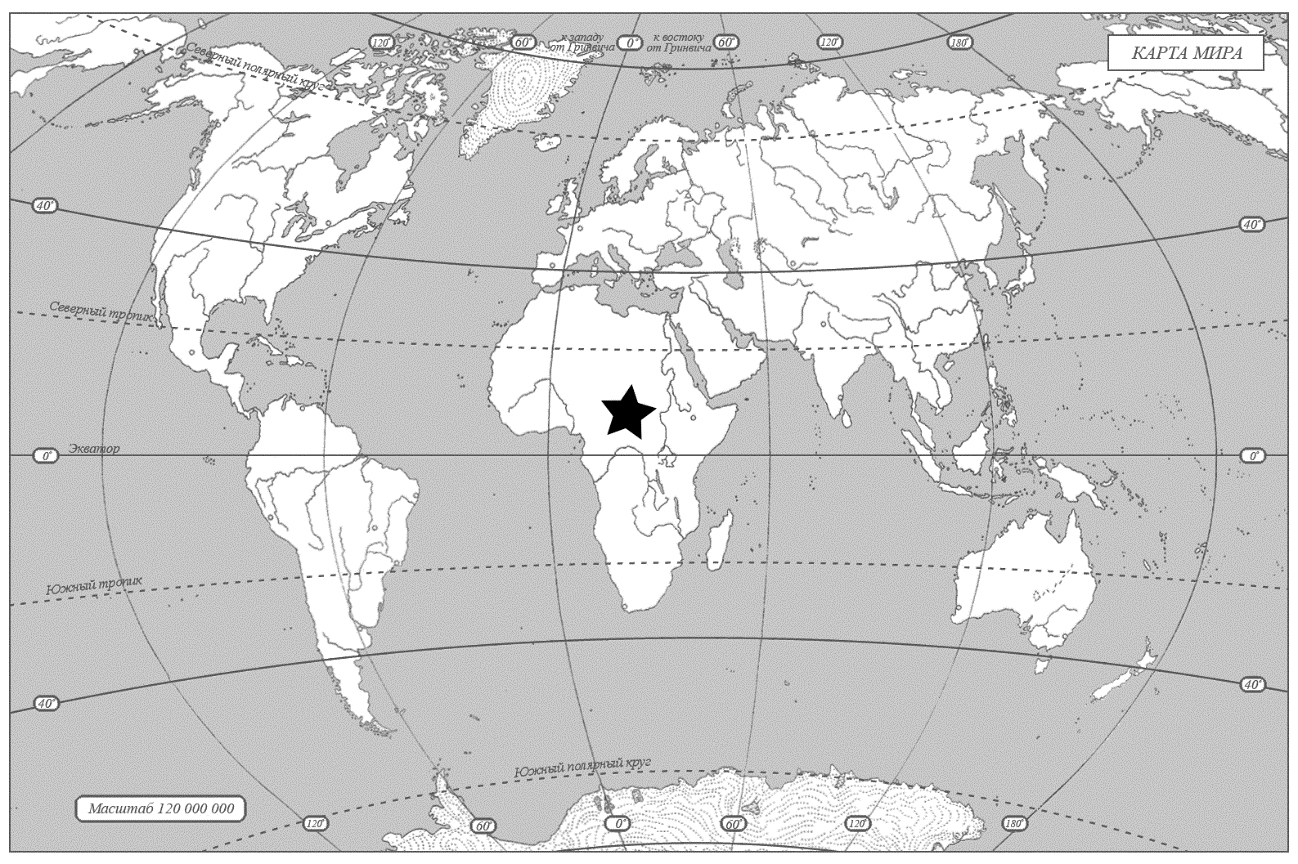 к западу
от Гринвича
к востоку
от Гринвича
120° 60° 0° 60° 120° 180°
КАРТА МИРА
Северный полярный круг
40° 40°
Северный тропик
Экватор
0° 0°
Южный тропик
40° 40°
Южный полярный круг
Масштаб 120 000 000
120° 60° 0° 60° 120° 180°